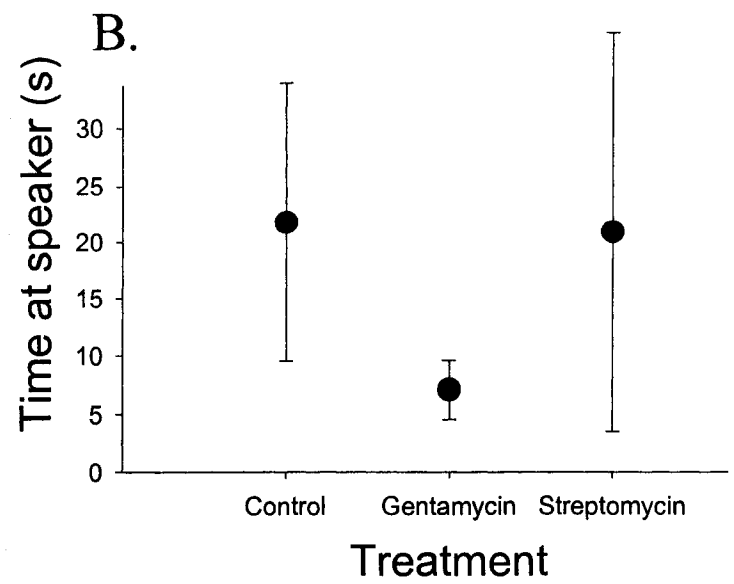 B.
Time at speaker (s)
30
25
20
15
10
5
0
Control Gentamycin Streptomycin
Treatment